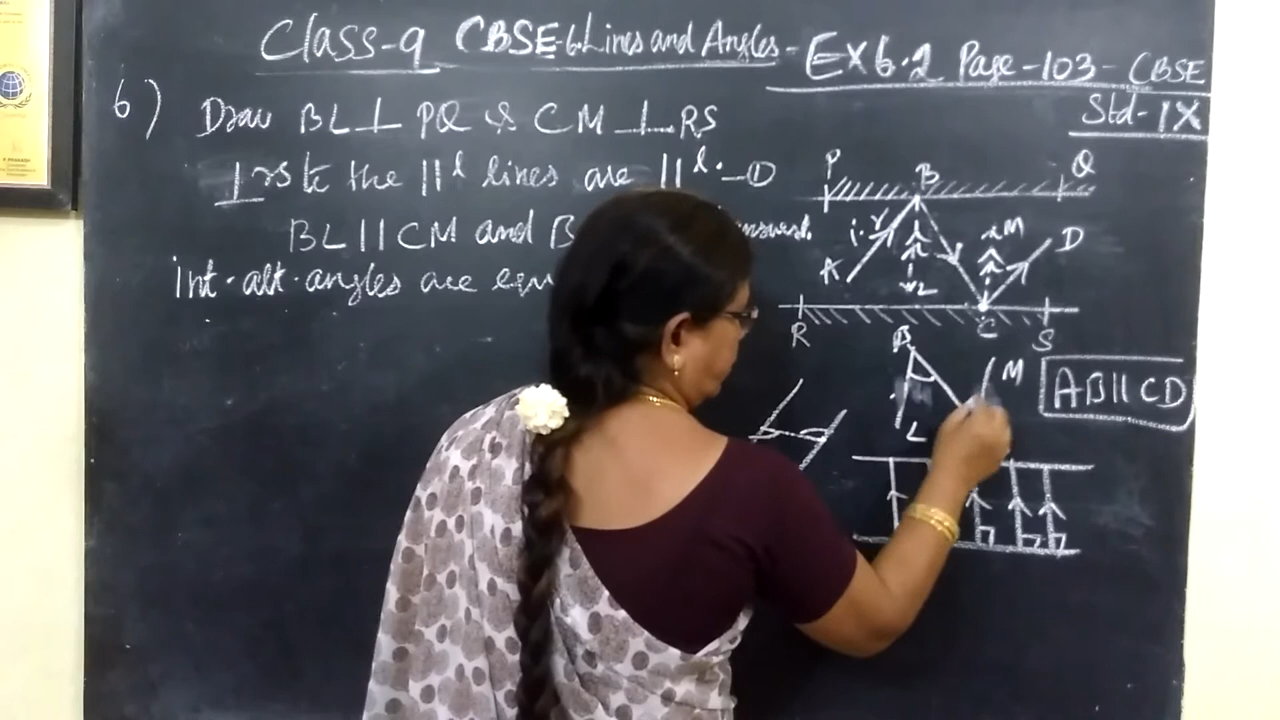 Class-9 CBSE-6.Lines and Angles - EX 6.2 Page-103 - CBSE
Std-IX
6) Draw BL ⊥ PQ & CM ⊥ RS
⊥rs to the ||l lines are ||l. -①
BL || CM and B answers.
Int. alt. angles are equ
P B Q
i.r M D
A L
R C S
B M
L
AB || CD